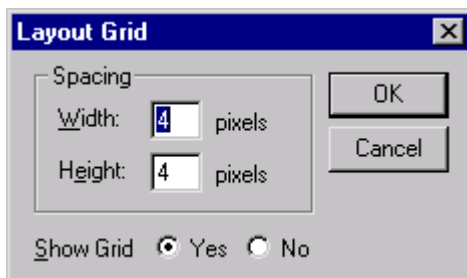 Layout Grid
Spacing
Width: 4 pixels
Height: 4 pixels
OK
Cancel
Show Grid Yes No